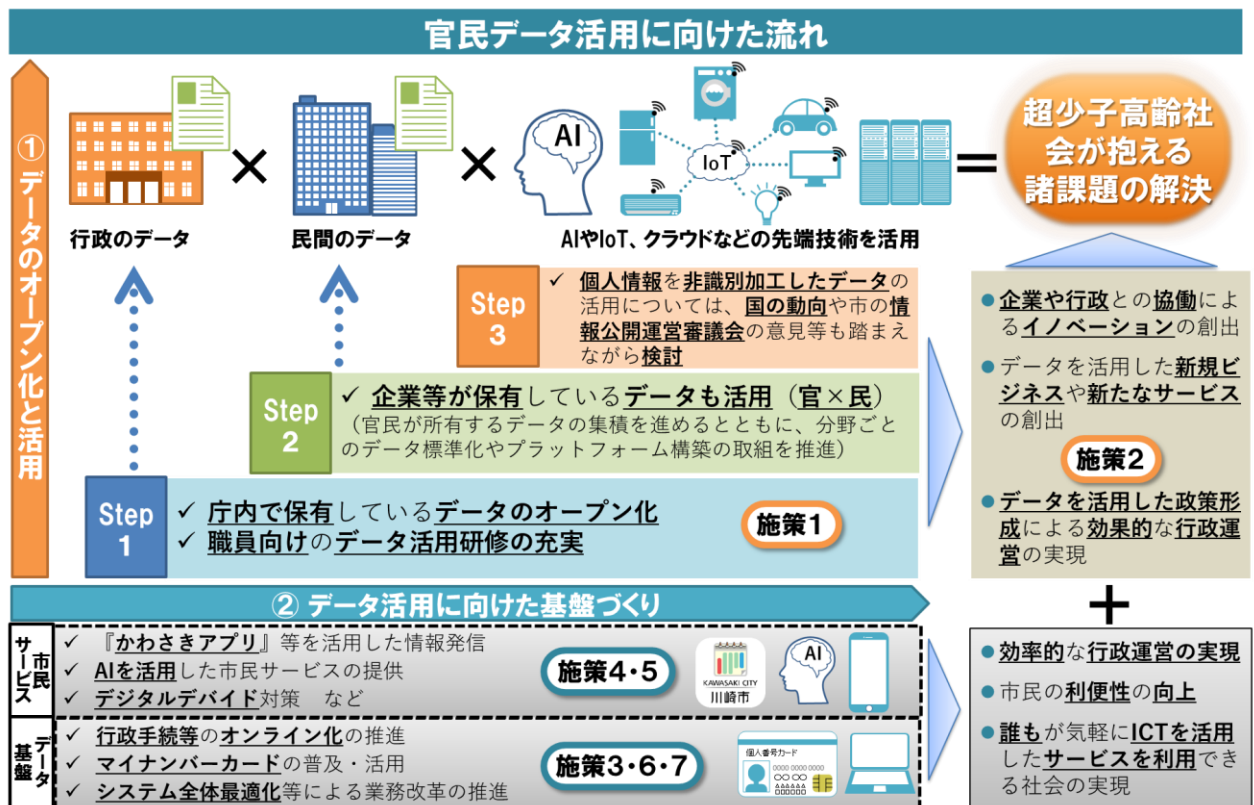 官民データ活用に向けた流れ
① データのオープン化と活用
AI
IoT
超少子高齢社
会が抱える
諸課題の解決
行政のデータ
民間のデータ
AIやIoT、クラウドなどの先端技術を活用
Step
3
✓ 個人情報を非識別加工したデータの
活用については、国の動向や市の情
報公開運営審議会の意見等も踏まえ
ながら検討
Step
2
✓ 企業等が保有しているデータも活用（官×民）
（官民が所有するデータの集積を進めるとともに、分野ごと
のデータ標準化やプラットフォーム構築の取組を推進）
Step
1
✓ 庁内で保有しているデータのオープン化
✓ 職員向けのデータ活用研修の充実
施策1
●企業や行政との協働によ
るイノベーションの創出
●データを活用した新規ビ
ジネスや新たなサービス
の創出
施策2
●データを活用した政策形
成による効果的な行政運
営の実現
② データ活用に向けた基盤づくり
市民
サービス
✓ 『かわさきアプリ』等を活用した情報発信
✓ AIを活用した市民サービスの提供
✓ デジタルデバイド対策　など
施策4・5
KAWASAKI CITY
川崎市
AI
データ
基盤
✓ 行政手続等のオンライン化の推進
✓ マイナンバーカードの普及・活用
✓ システム全体最適化等による業務改革の推進
施策3・6・7
個人番号カード
0000 0000 0000
+
●効率的な行政運営の実現
●市民の利便性の向上
●誰もが気軽にICTを活用
したサービスを利用でき
る社会の実現